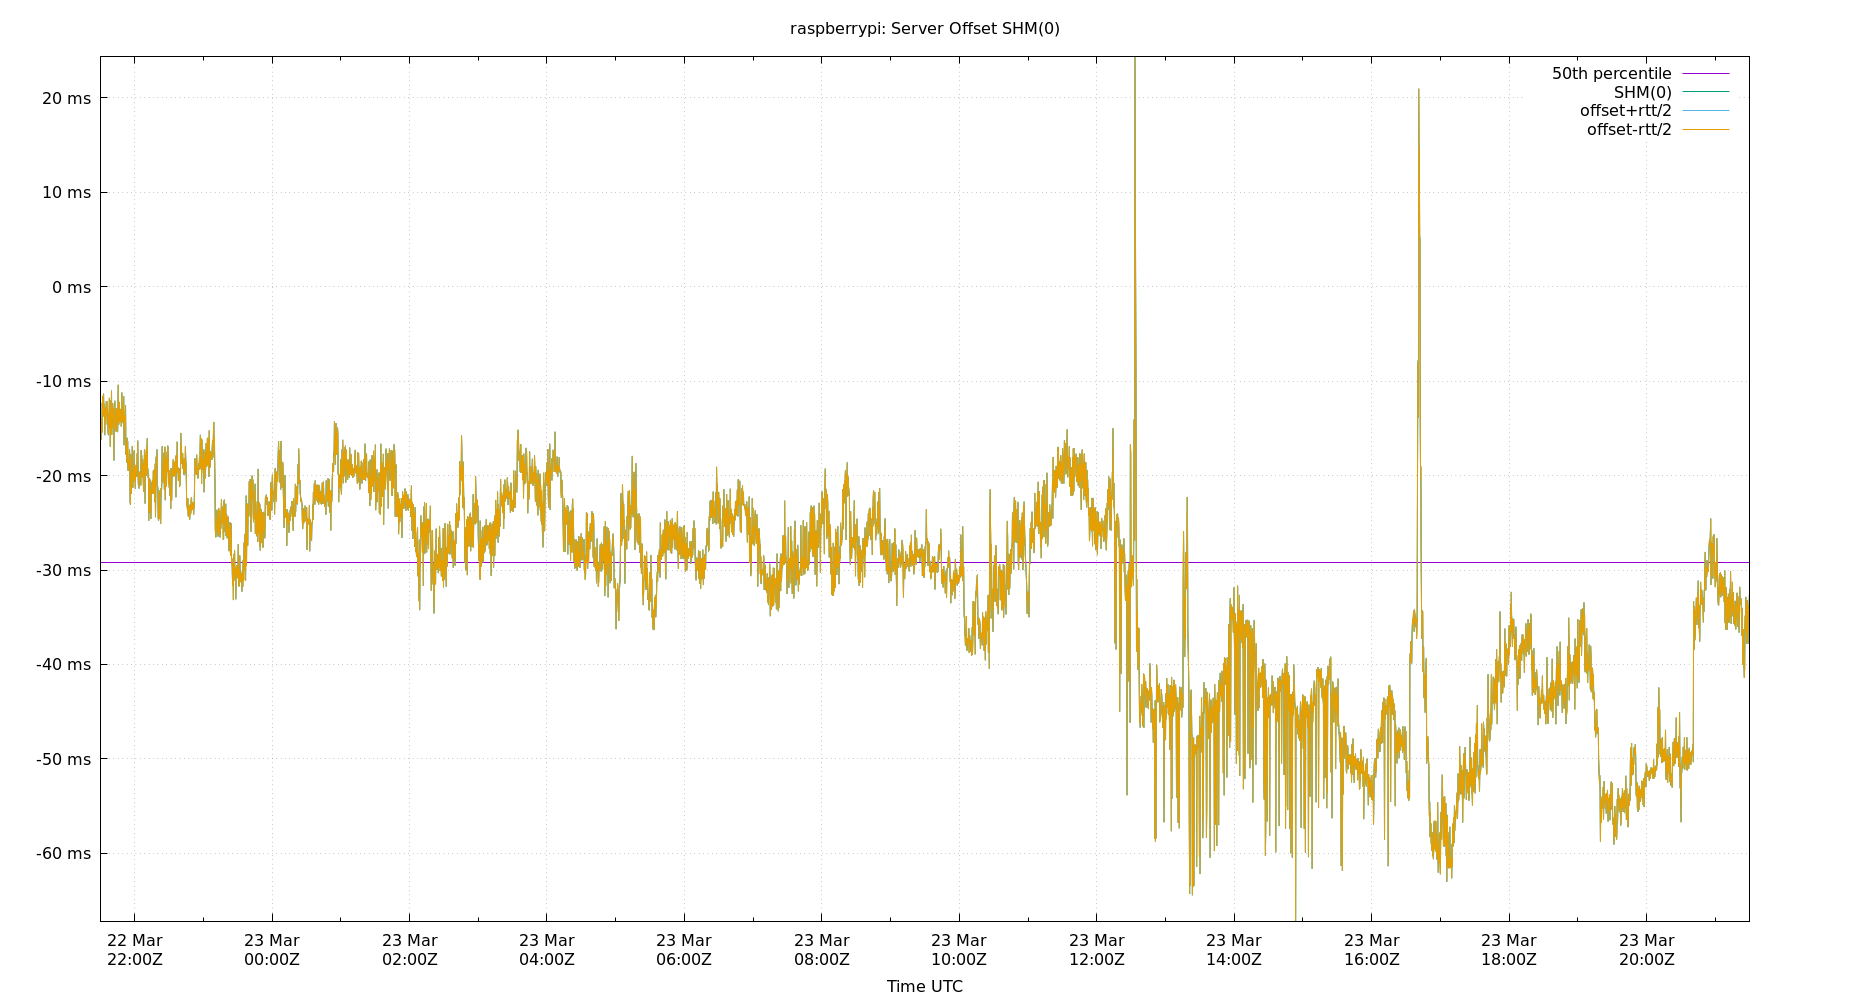 raspberrypi: Server Offset SHM(0)
50th percentile
SHM(0)
offset+rtt/2
offset-rtt/2
20 ms
10 ms
0 ms
-10 ms
-20 ms
-30 ms
-40 ms
-50 ms
-60 ms
22 Mar 23 Mar 23 Mar 23 Mar 23 Mar 23 Mar 23 Mar 23 Mar 23 Mar 23 Mar 23 Mar 23 Mar
22:00Z 00:00Z 02:00Z 04:00Z 06:00Z 08:00Z 10:00Z 12:00Z 14:00Z 16:00Z 18:00Z 20:00Z
Time UTC